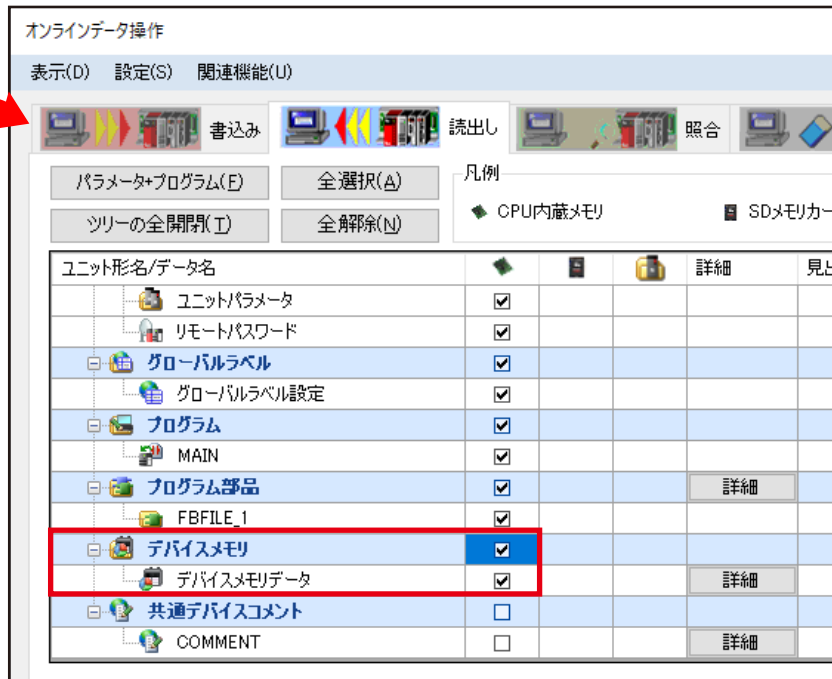 オンラインデータ操作
表示(D) 設定(S) 関連機能(U)
書込み 読出し 照合
パラメータ+プログラム(F) 全選択(A) 凡例
ツリーの全開閉(T) 全解除(N) CPU内蔵メモリ SDメモリカー
ユニット形名/データ名 詳細 見出
ユニットパラメータ
リモートパスワード
グローバルラベル
グローバルラベル設定
プログラム
MAIN
プログラム部品 詳細
FBFILE_1
デバイスメモリ
デバイスメモリデータ 詳細
共通デバイスコメント
COMMENT 詳細